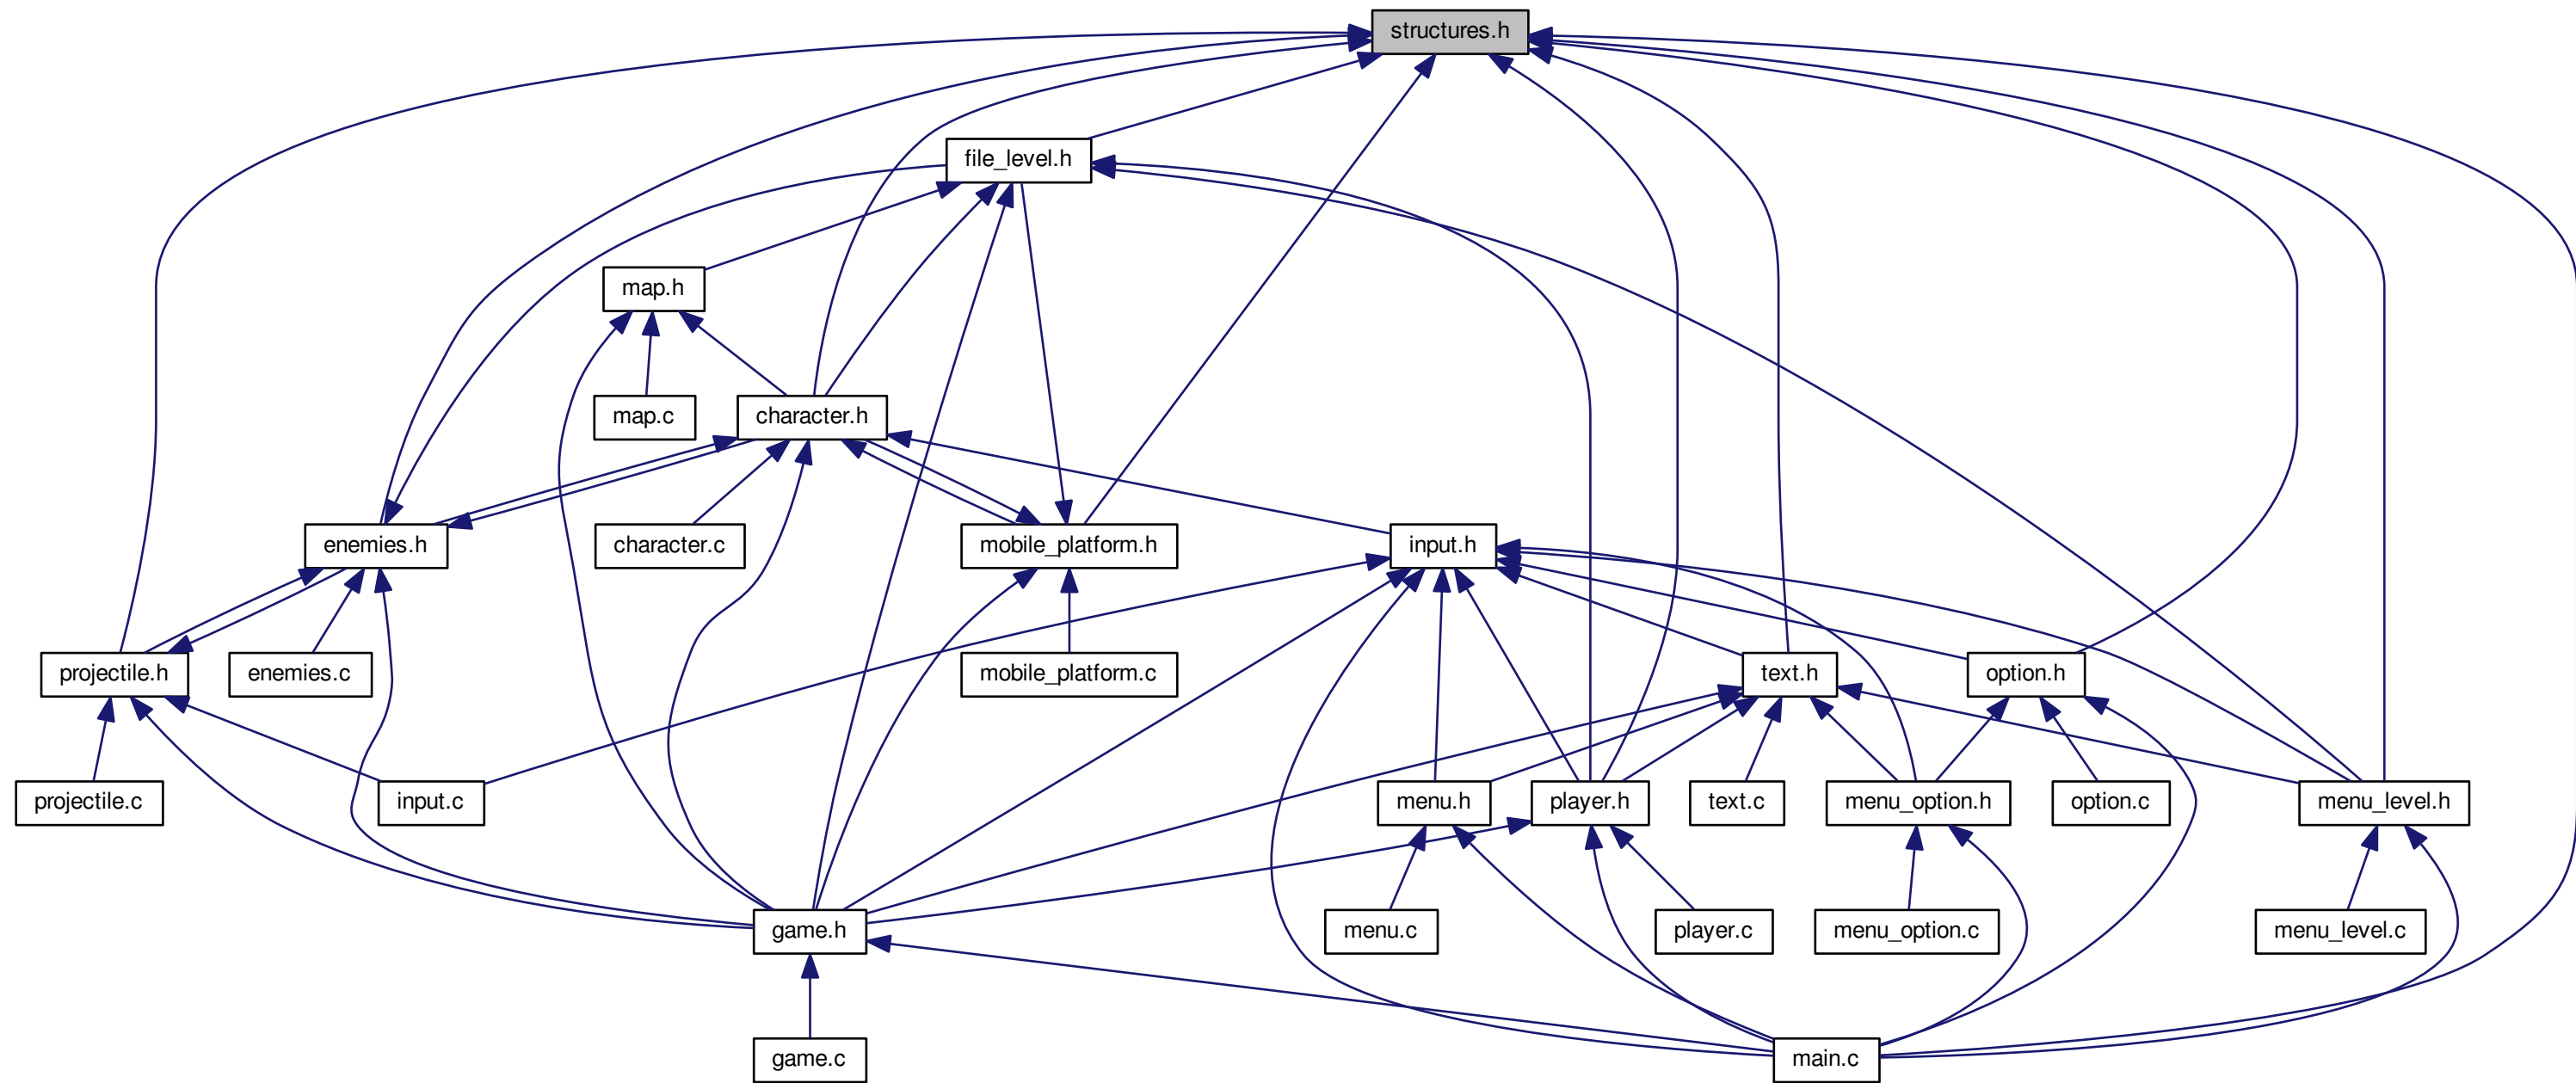 structures.h
file_level.h
map.h
map.c
character.h
enemies.h
character.c
mobile_platform.h
input.h
projectile.h
enemies.c
mobile_platform.c
text.h
option.h
projectile.c
input.c
menu.h
player.h
text.c
menu_option.h
option.c
menu_level.h
game.h
menu.c
player.c
menu_option.c
menu_level.c
game.c
main.c